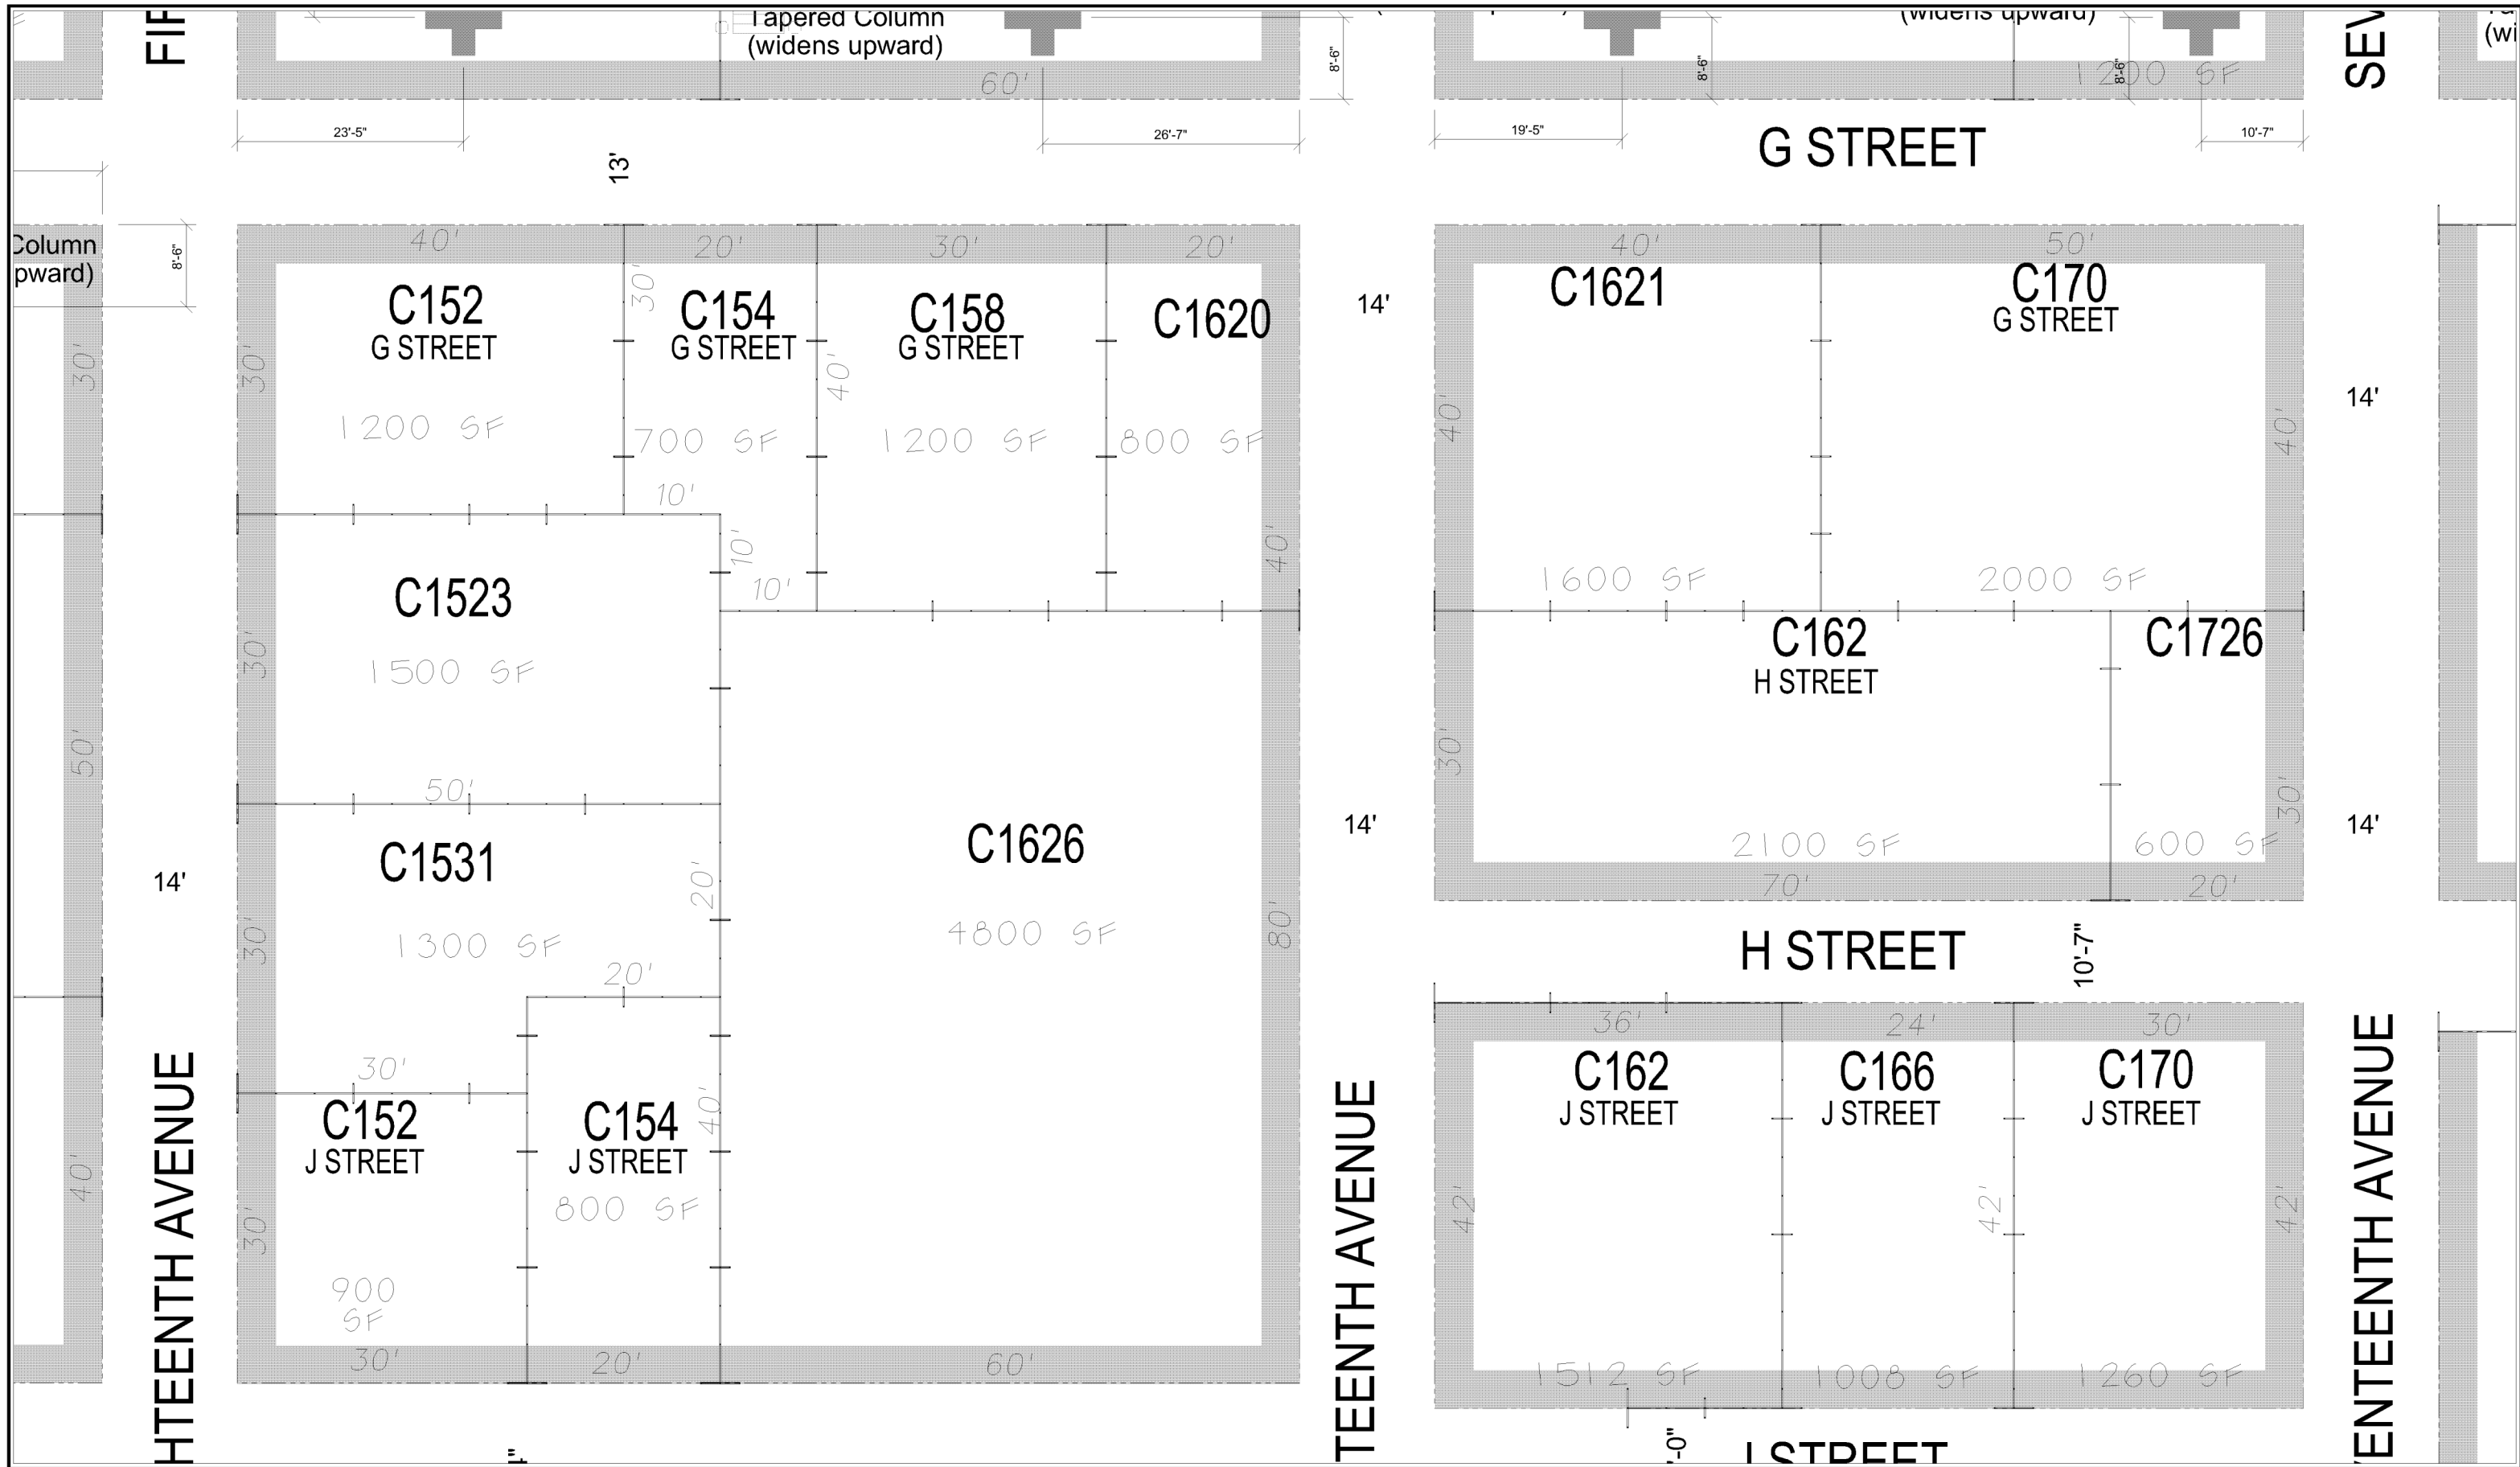 Tapered Column
(widens upward)
(widens upward)
8'-6"
60'
8'-6"
8'-6"
1200 SF
23'-5"
26'-7"
19'-5"
10'-7"
13'
G STREET
Column
8'-6"
40'
20'
30'
20'
40'
50'
C152
G STREET
1200 SF
30'
30'
30'
C154
G STREET
700 SF
10'
40'
C158
G STREET
1200 SF
C1620
800 SF
40'
14'
C1621
1600 SF
40'
C170
G STREET
2000 SF
40'
14'
10'
10'
C1523
1500 SF
30'
50'
50'
C1531
1300 SF
30'
20'
20'
30'
14'
C1626
4800 SF
80'
14'
C162
H STREET
2100 SF
30'
70'
C1726
600 SF
30'
20'
14'
H STREET
10'-7"
C152
J STREET
900
SF
30'
30'
40'
C154
J STREET
800 SF
40'
20'
60'
36'
24'
30'
C162
J STREET
1512 SF
42'
C166
J STREET
1008 SF
42'
C170
J STREET
1260 SF
42'
HTEENTH AVENUE
TEENTH AVENUE
ENTEENTH AVENUE